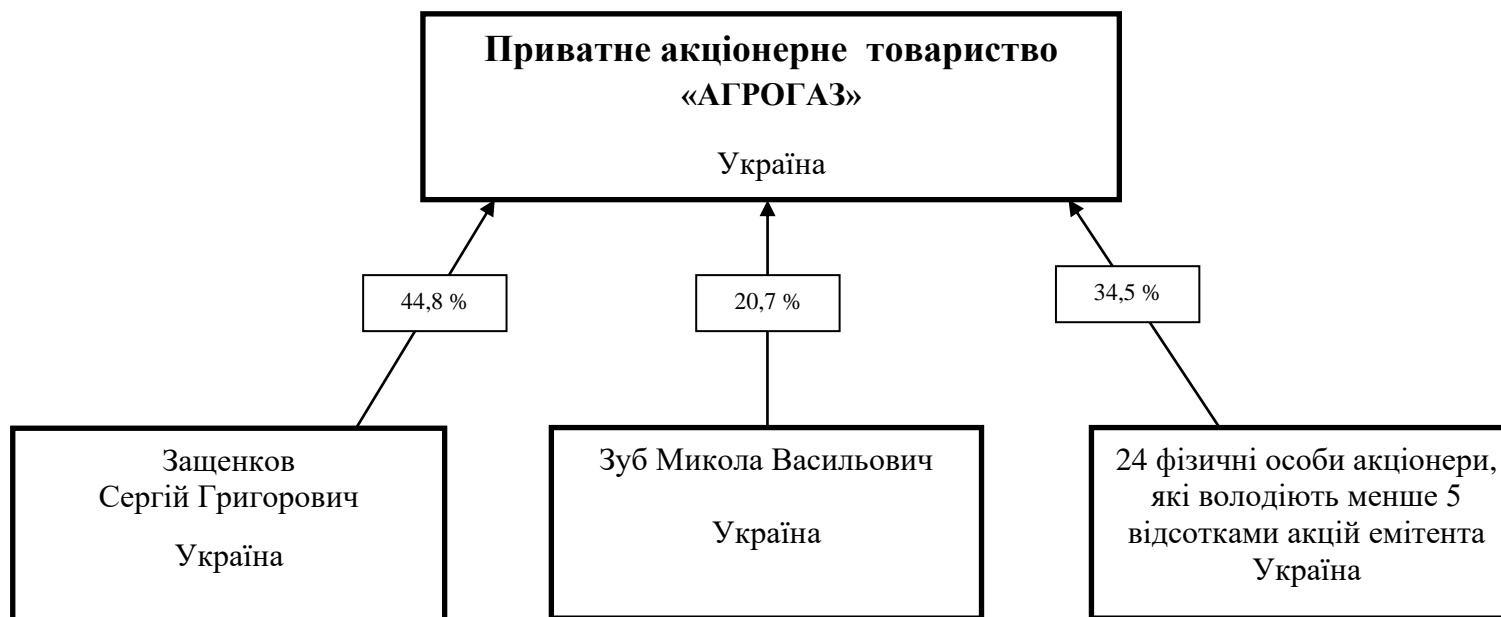 Приватне акціонерне товариство
«АГРОГАЗ»
Україна
44,8 %
20,7 %
34,5 %
Защенков
Сергій Григорович
Україна
Зуб Микола Васильович
Україна
24 фізичні особи акціонери,
які володіють менше 5
відсотками акцій емітента
Україна